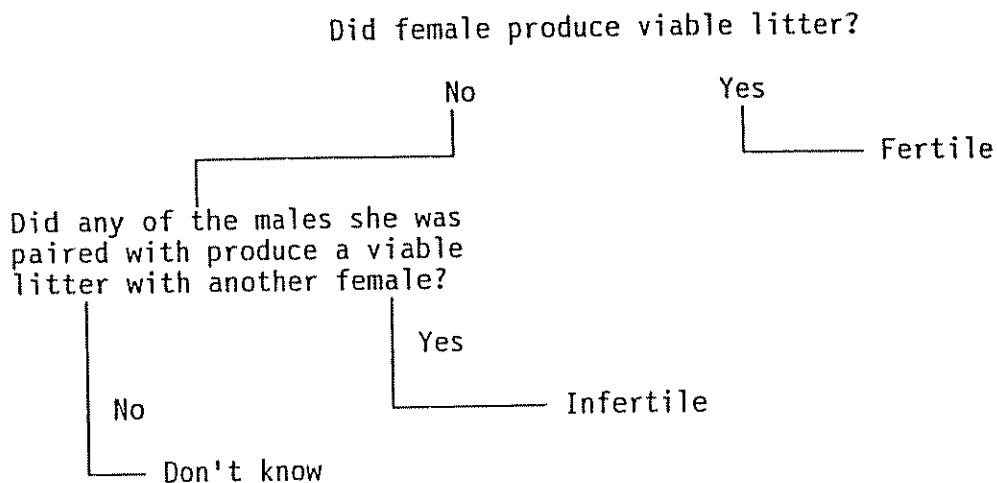 Did female produce viable litter?
No
Yes
Fertile
Did any of the males she was
paired with produce a viable
litter with another female?
Yes
Infertile
No
Don't know